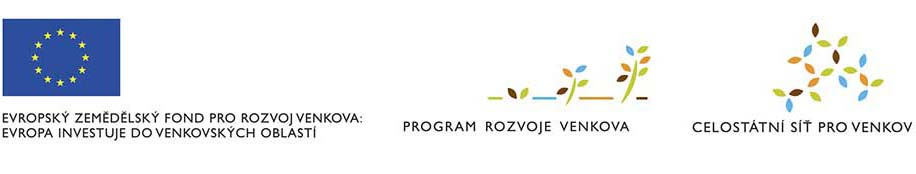 EVROPSKÝ ZEMĚDĚLSKÝ FOND PRO ROZVOJ VENKOVA:
EVROPA INVESTUJE DO VENKOVSKÝCH OBLASTÍ
PROGRAM ROZVOJE VENKOVA
CELOSTÁTNÍ SÍŤ PRO VENKOV